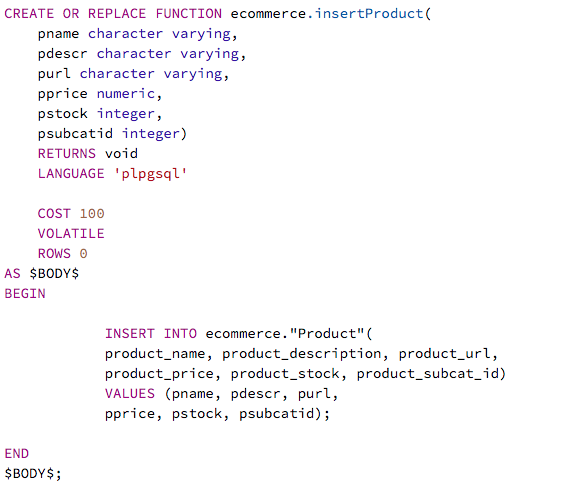 CREATE OR REPLACE FUNCTION ecommerce.insertProduct(
    pname character varying,
    pdescr character varying,
    purl character varying,
    pprice numeric,
    pstock integer,
    psubcatid integer)
    RETURNS void
    LANGUAGE 'plpgsql'

    COST 100
    VOLATILE
    ROWS 0
AS $BODY$
BEGIN

            INSERT INTO ecommerce."Product"(
            product_name, product_description, product_url,
            product_price, product_stock, product_subcat_id)
            VALUES (pname, pdescr, purl,
            pprice, pstock, psubcatid);

END
$BODY$;